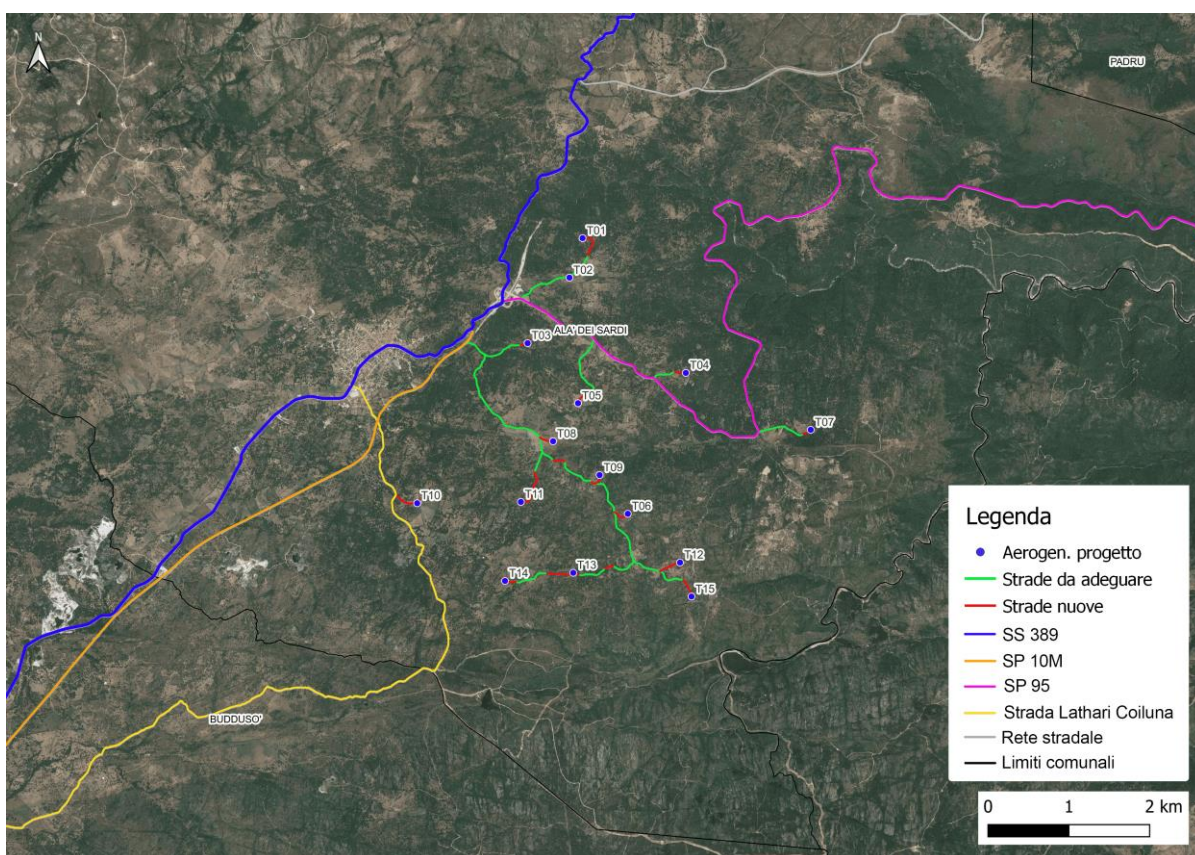 N
PADRU
T01
T02
ALA' DEI SARDI
T03
T04
T05
T07
T08
T09
T10
T11
T06
T12
T13
T14
T15
BUDDUSO'
Legenda
Aerogen. progetto
Strade da adeguare
Strade nuove
SS 389
SP 10M
SP 95
Strada Lathari Coiluna
Rete stradale
Limiti comunali
0 1 2 km